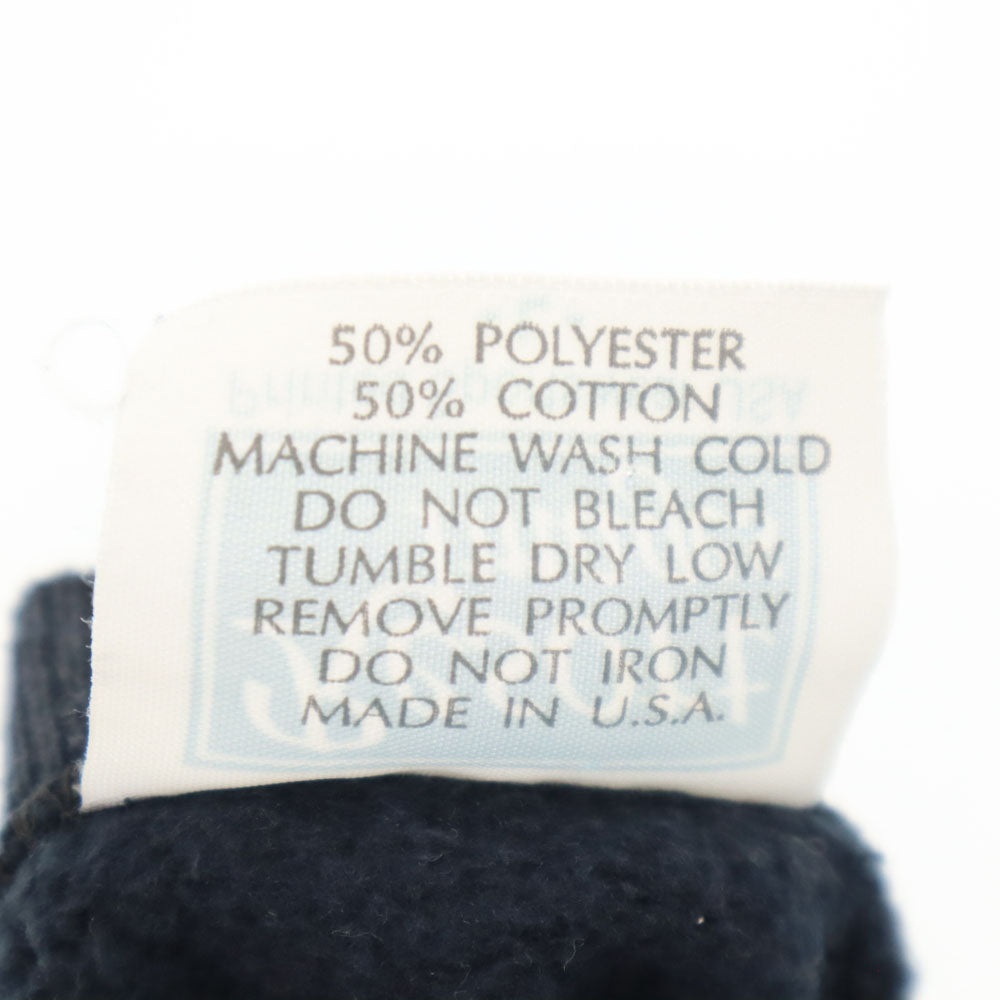 50% POLYESTER
50% COTTON
MACHINE WASH COLD
DO NOT BLEACH
TUMBLE DRY LOW
REMOVE PROMPTLY
DO NOT IRON
MADE IN U.S.A.